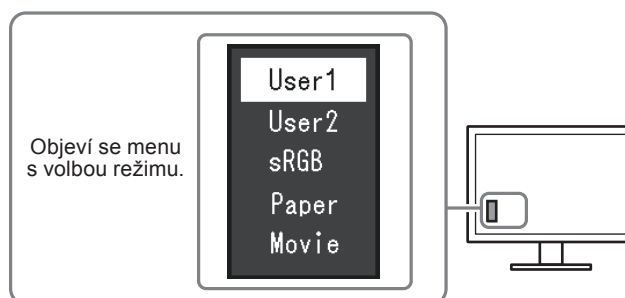 Objeví se menu
s volbou režimu.
User1
User2
sRGB
Paper
Movie